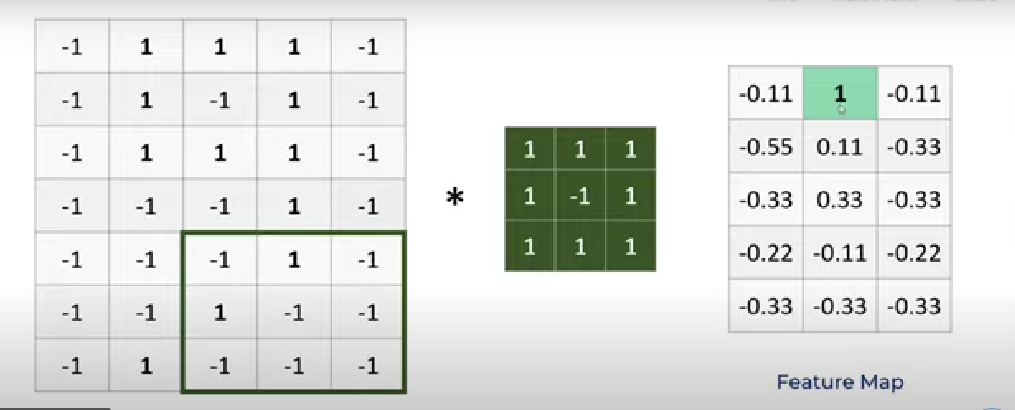 -1 1 1 1 -1
-1 1 -1 1 -1
-1 1 1 1 -1
-1 -1 -1 1 -1
-1 -1 -1 1 -1
-1 -1 1 -1 -1
-1 1 -1 -1 -1
*
1 1 1
1 -1 1
1 1 1
-0.11 1 -0.11
-0.55 0.11 -0.33
-0.33 0.33 -0.33
-0.22 -0.11 -0.22
-0.33 -0.33 -0.33
Feature Map